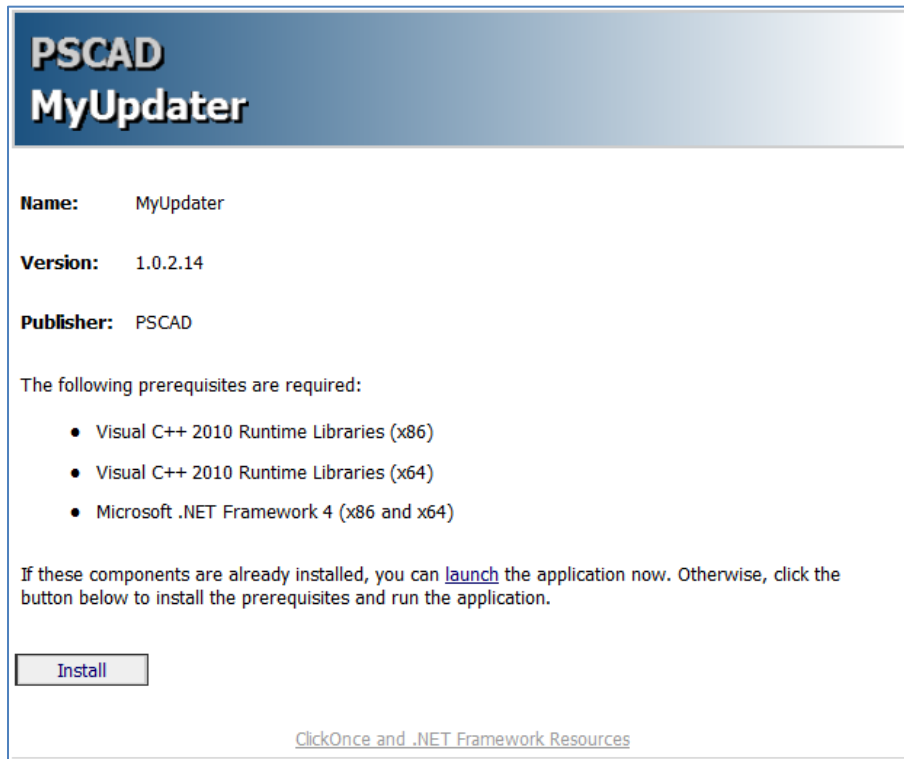 PSCAD
MyUpdater
Name: MyUpdater
Version: 1.0.2.14
Publisher: PSCAD
The following prerequisites are required:
● Visual C++ 2010 Runtime Libraries (x86)
● Visual C++ 2010 Runtime Libraries (x64)
● Microsoft .NET Framework 4 (x86 and x64)
If these components are already installed, you can launch the application now. Otherwise, click the
button below to install the prerequisites and run the application.
Install
ClickOnce and .NET Framework Resources